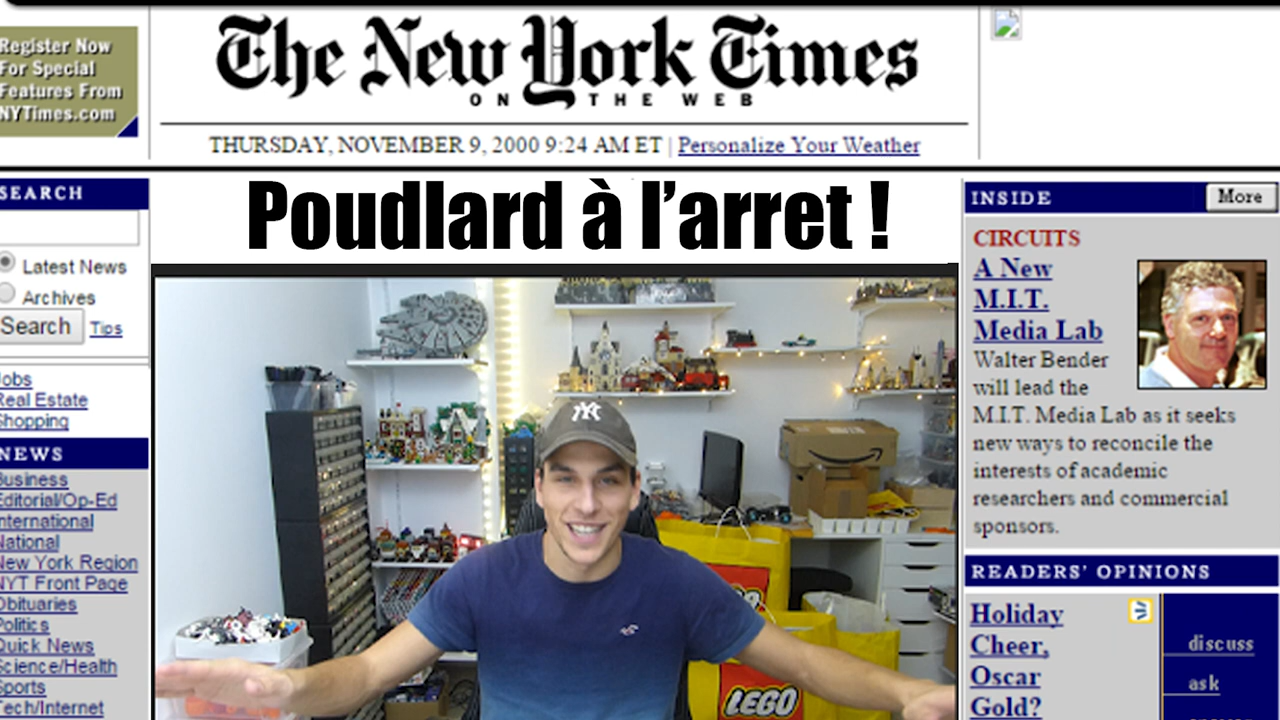 Register Now
For Special
Features From
NYTimes.com
The New York Times
ON THE WEB
THURSDAY, NOVEMBER 9, 2000 9:24 AM ET | Personalize Your Weather
SEARCH
Latest News
Archives
Search Tips
Jobs
Real Estate
Shopping
NEWS
Business
Editorial/Op-Ed
International
National
New York Region
NYT Front Page
Obituaries
Politics
Quick News
Science/Health
Sports
Tech/Internet
Poudlard à l’arret !
NY
LEGO
INSIDE
More
CIRCUITS
A New
M.I.T.
Media Lab
Walter Bender
will lead the
M.I.T. Media Lab as it seeks
new ways to reconcile the
interests of academic
researchers and commercial
sponsors.
READERS’ OPINIONS
Holiday
Cheer,
Oscar
Gold?
discuss
ask